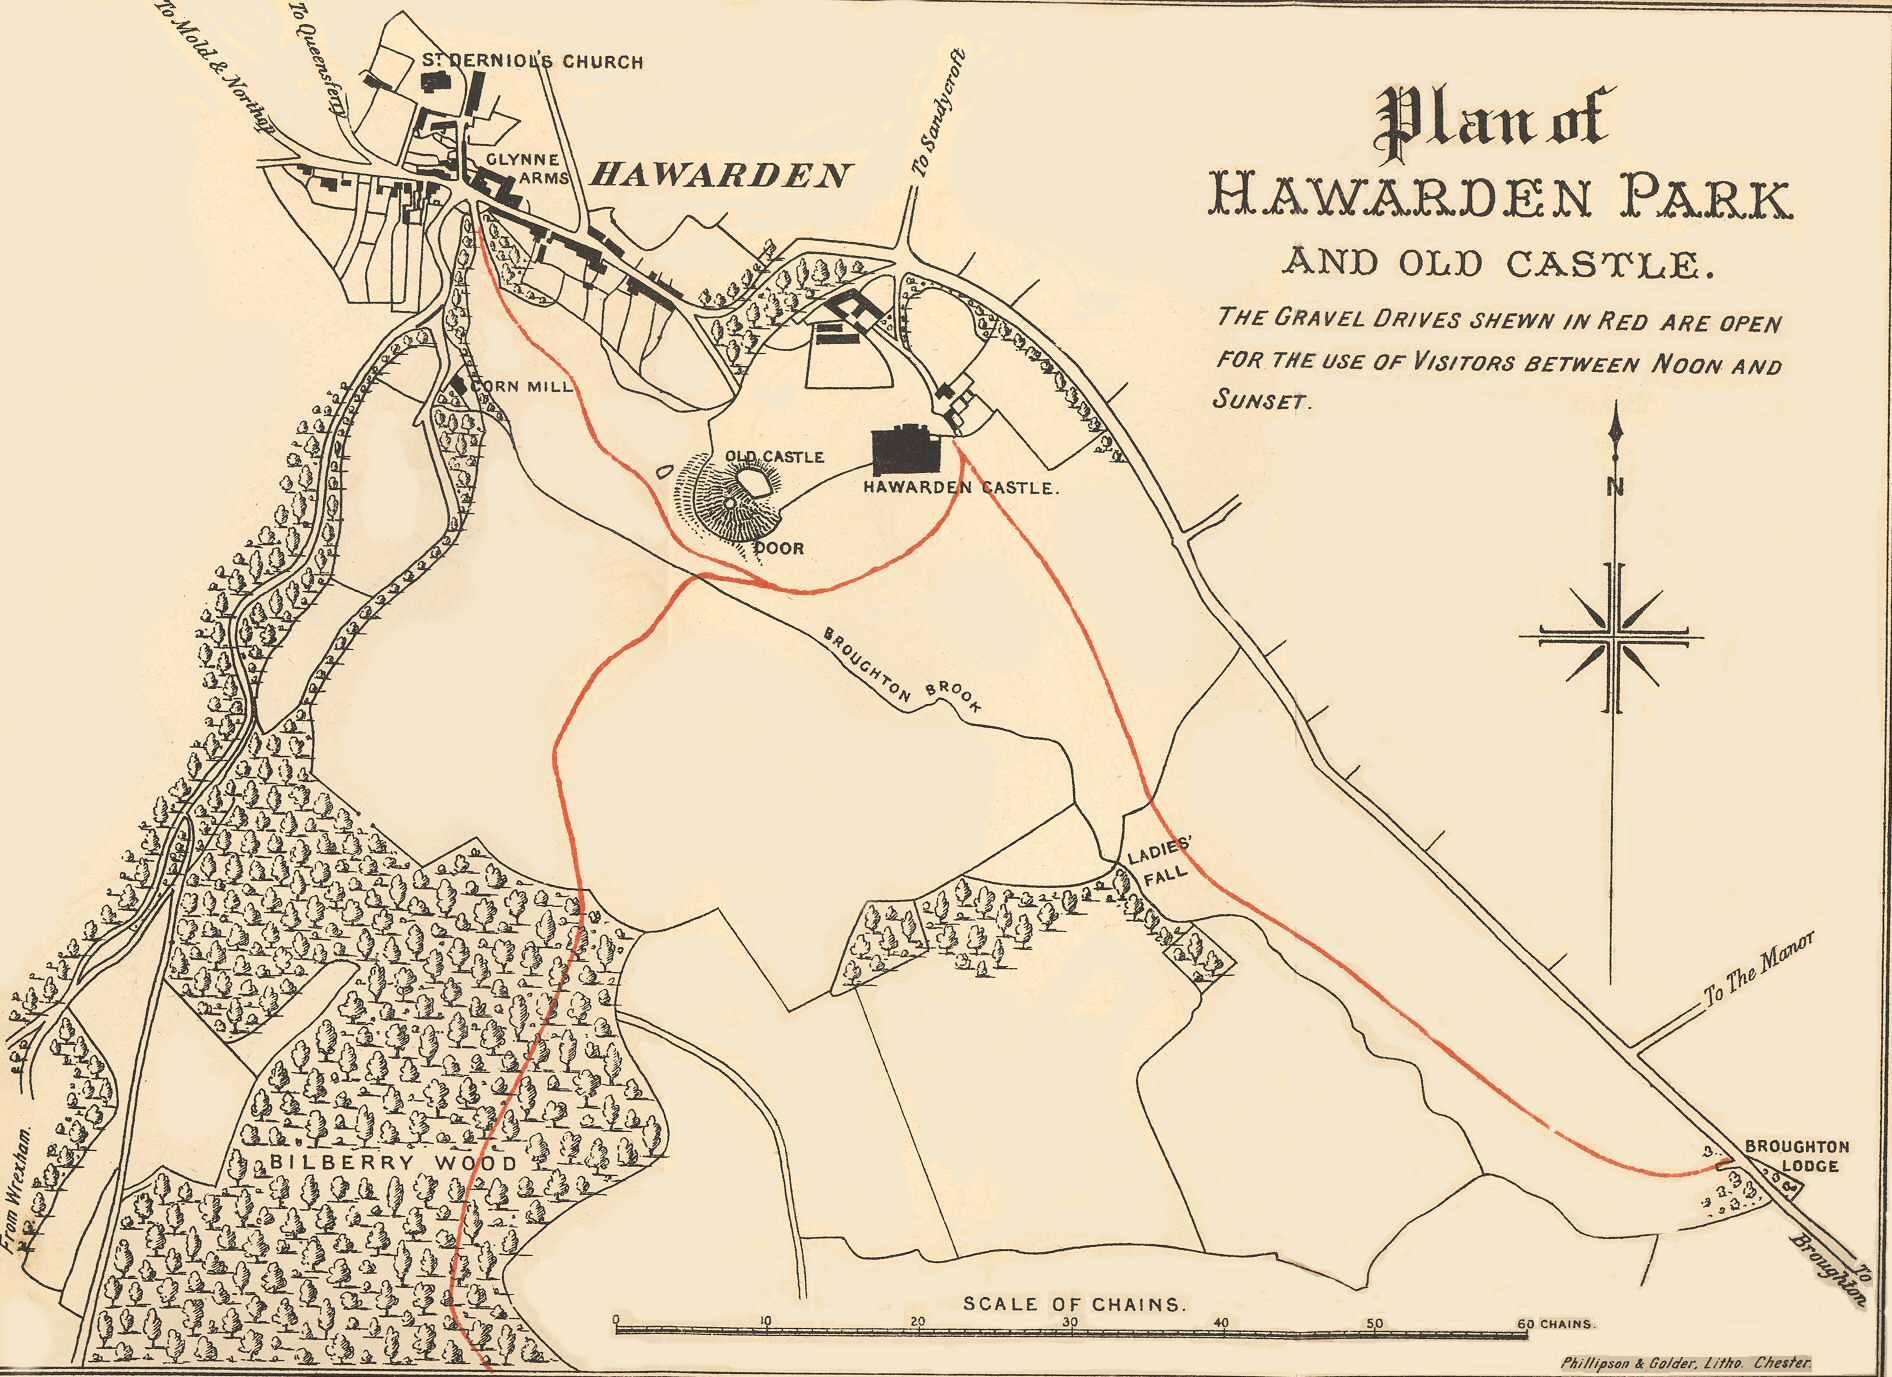 Plan of
HAWARDEN PARK
AND OLD CASTLE.
THE GRAVEL DRIVES SHEWN IN RED ARE OPEN
FOR THE USE OF VISITORS BETWEEN NOON AND
SUNSET.
To Mold & Northop
To Queensferry
ST DERNIOL'S CHURCH
GLYNNE
ARMS
HAWARDEN
To Sandycroft
CORN MILL
OLD CASTLE
HAWARDEN CASTLE.
DOOR
N
BROUGHTON BROOK
LADIES'
FALL
To The Manor
BROUGHTON
LODGE
To
Broughton
From Wrexham.
BILBERRY WOOD
SCALE OF CHAINS.
0 10 20 30 40 50 60 CHAINS.
Phillipson & Golder, Litho. Chester.